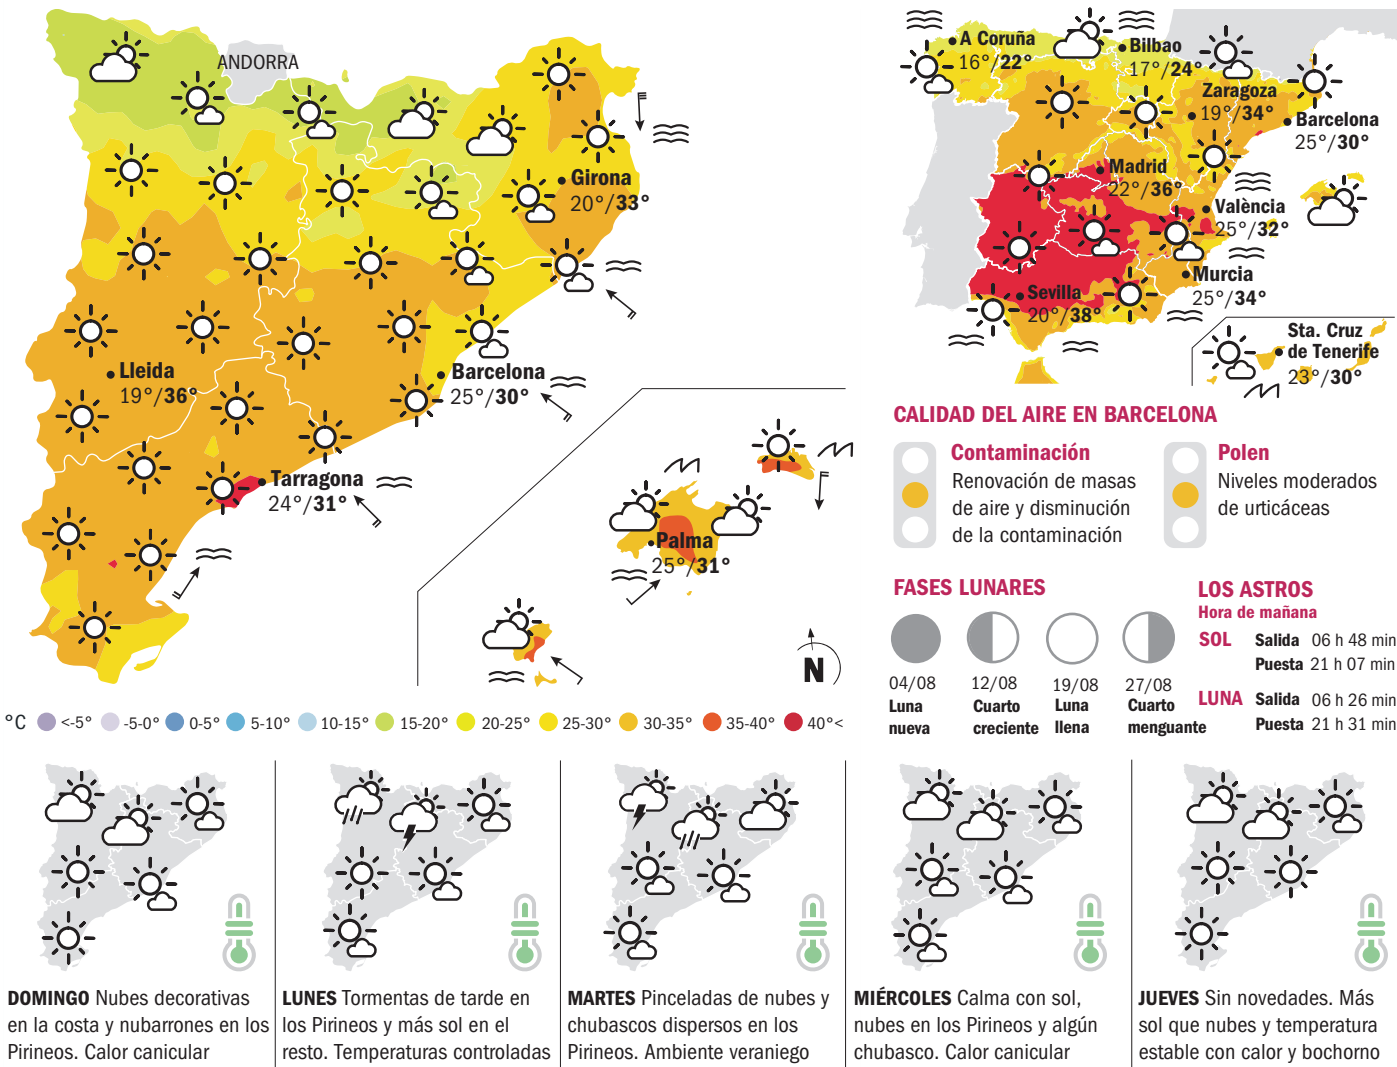 ANDORRA
Girona
20°/33°
Lleida
19°/36°
Barcelona
25°/30°
Tarragona
24°/31°
Palma
25°/31°
N
A Coruña
16°/22°
Bilbao
17°/24°
Zaragoza
19°/34°
Barcelona
25°/30°
Madrid
22°/36°
València
25°/32°
Murcia
25°/34°
Sevilla
20°/38°
Sta. Cruz
de Tenerife
23°/30°
°C <-5° -5-0° 0-5° 5-10° 10-15° 15-20° 20-25° 25-30° 30-35° 35-40° 40°<
CALIDAD DEL AIRE EN BARCELONA
Contaminación
Renovación de masas
de aire y disminución
de la contaminación
Polen
Niveles moderados
de urticáceas
FASES LUNARES
04/08
Luna
nueva
12/08
Cuarto
creciente
19/08
Luna
llena
27/08
Cuarto
menguante
LOS ASTROS
Hora de mañana
SOL Salida 06 h 48 min
Puesta 21 h 07 min
LUNA Salida 06 h 26 min
Puesta 21 h 31 min
DOMINGO Nubes decorativas
en la costa y nubarrones en los
Pirineos. Calor canicular
LUNES Tormentas de tarde en
los Pirineos y más sol en el
resto. Temperaturas controladas
MARTES Pinceladas de nubes y
chubascos dispersos en los
Pirineos. Ambiente veraniego
MIÉRCOLES Calma con sol,
nubes en los Pirineos y algún
chubasco. Calor canicular
JUEVES Sin novedades. Más
sol que nubes y temperatura
estable con calor y bochorno